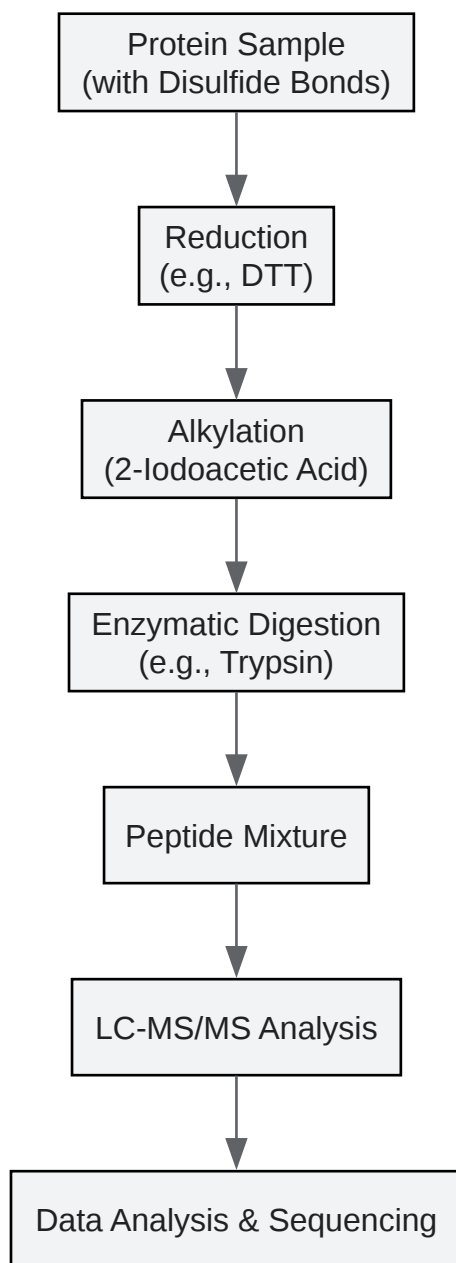 Protein Sample
(with Disulfide Bonds)
Reduction
(e.g., DTT)
Alkylation
(2-Iodoacetic Acid)
Enzymatic Digestion
(e.g., Trypsin)
Peptide Mixture
LC-MS/MS Analysis
Data Analysis & Sequencing